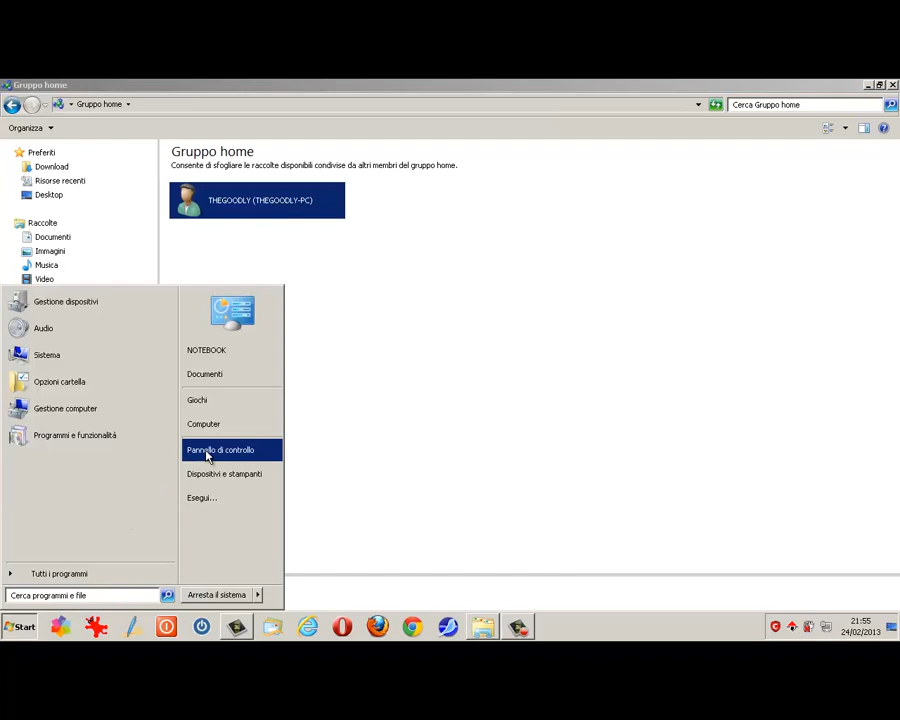 Gruppo home
Gruppo home
Cerca Gruppo home
Organizza
Preferiti
Download
Risorse recenti
Desktop
Raccolte
Documenti
Immagini
Musica
Video
Gruppo home
Consente di sfogliare le raccolte disponibili condivise da altri membri del gruppo home.
THEGOODLY (THEGOODLY-PC)
Gestione dispositivi
Audio
Sistema
Opzioni cartella
Gestione computer
Programmi e funzionalità
Tutti i programmi
Cerca programmi e file
NOTEBOOK
Documenti
Giochi
Computer
Pannello di controllo
Dispositivi e stampanti
Esegui...
Arresta il sistema
Start
21:55
24/02/2013